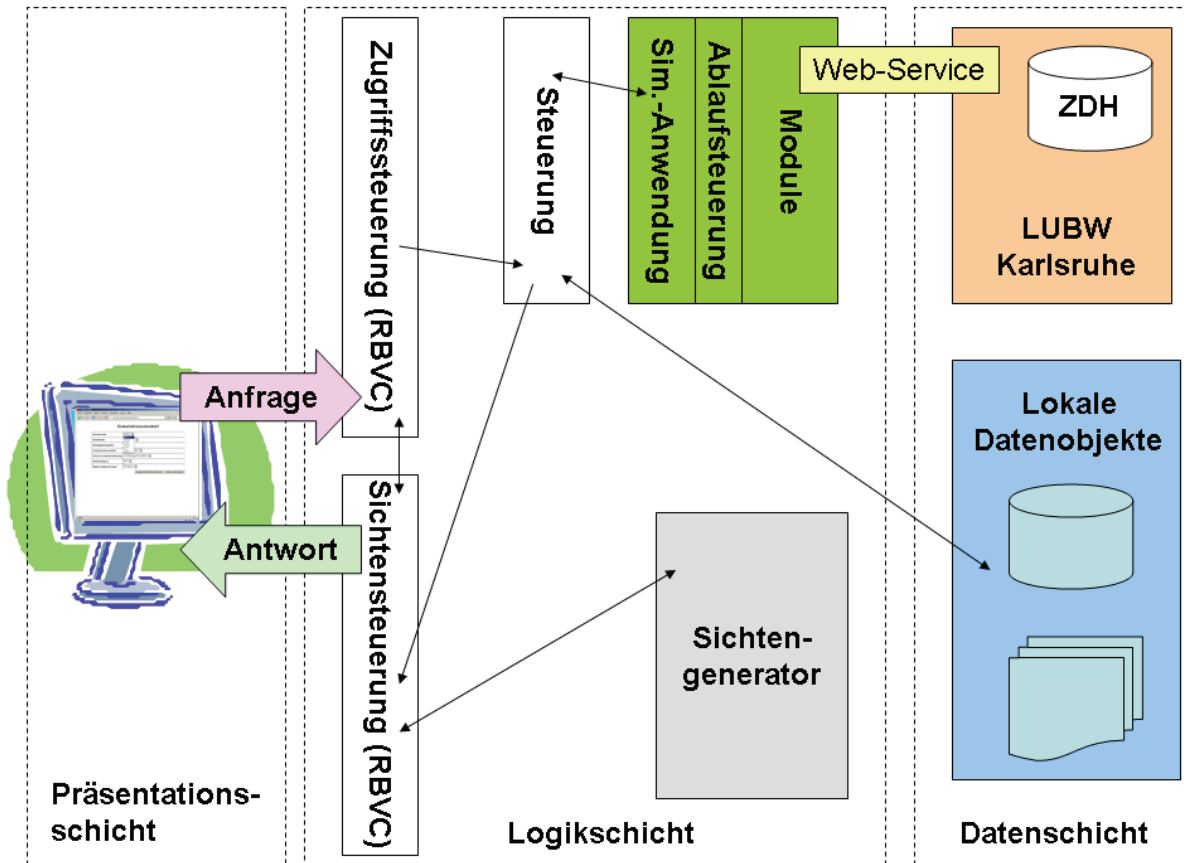 Zugriffssteuerung (RBVC)
Steuerung
Sim.-Anwendung
Ablaufsteuerung
Module
Web-Service
ZDH
LUBW
Karlsruhe
Anfrage
Antwort
Sichtensteuerung (RBVC)
Sichten-
generator
Lokale
Datenobjekte
Präsentations-
schicht
Logikschicht
Datenschicht